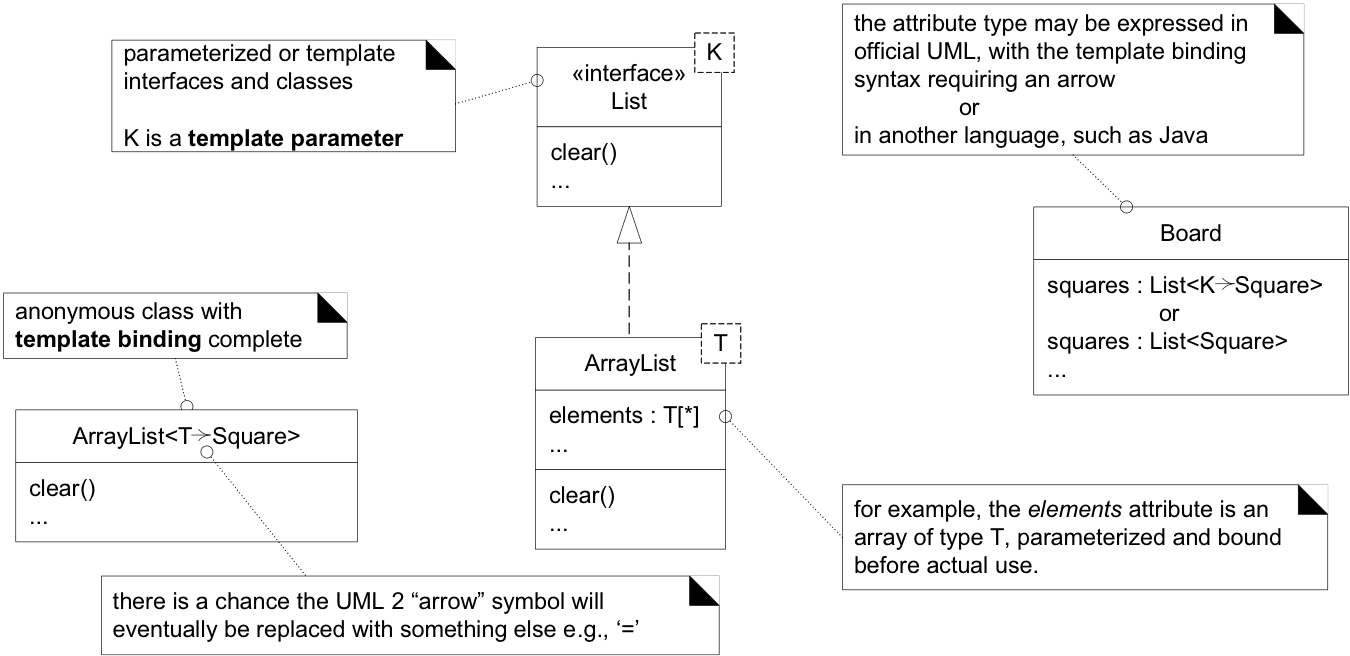 parameterized or template
interfaces and classes
K is a template parameter
K
«interface»
List
clear()
...
the attribute type may be expressed in
official UML, with the template binding
syntax requiring an arrow
or
in another language, such as Java
Board
squares : List<K→Square>
or
squares : List<Square>
...
anonymous class with
template binding complete
ArrayList<T→Square>
clear()
...
T
ArrayList
elements : T[*]
...
clear()
...
for example, the elements attribute is an
array of type T, parameterized and bound
before actual use.
there is a chance the UML 2 “arrow” symbol will
eventually be replaced with something else e.g., ‘=’